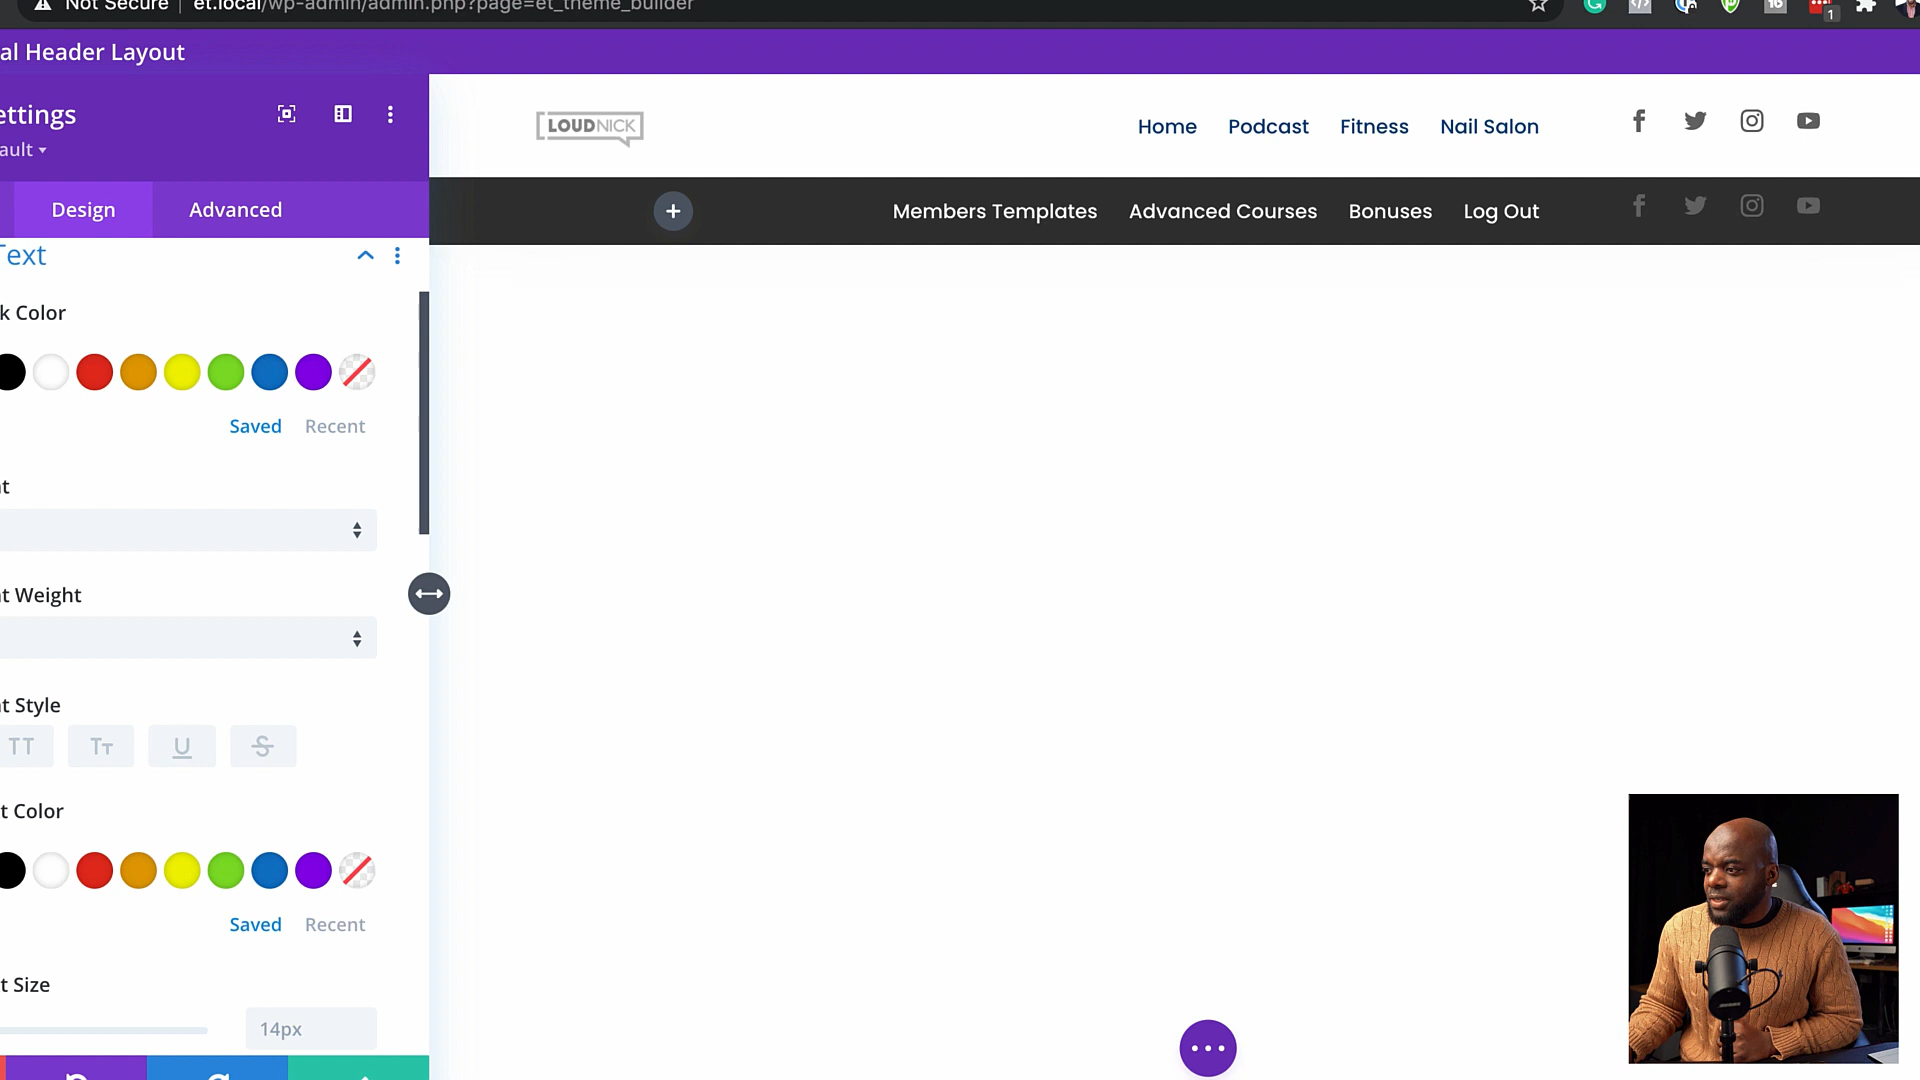 Not Secure | et.local/wp-admin/admin.php?page=et_theme_builder
1
al Header Layout
ettings
ault
Design
Advanced
Text
k Color
Saved
Recent
t Weight
t Style
TT
Tт
U
S
t Color
Saved
Recent
t Size
14px
LOUDNICK
Home
Podcast
Fitness
Nail Salon
Members Templates
Advanced Courses
Bonuses
Log Out